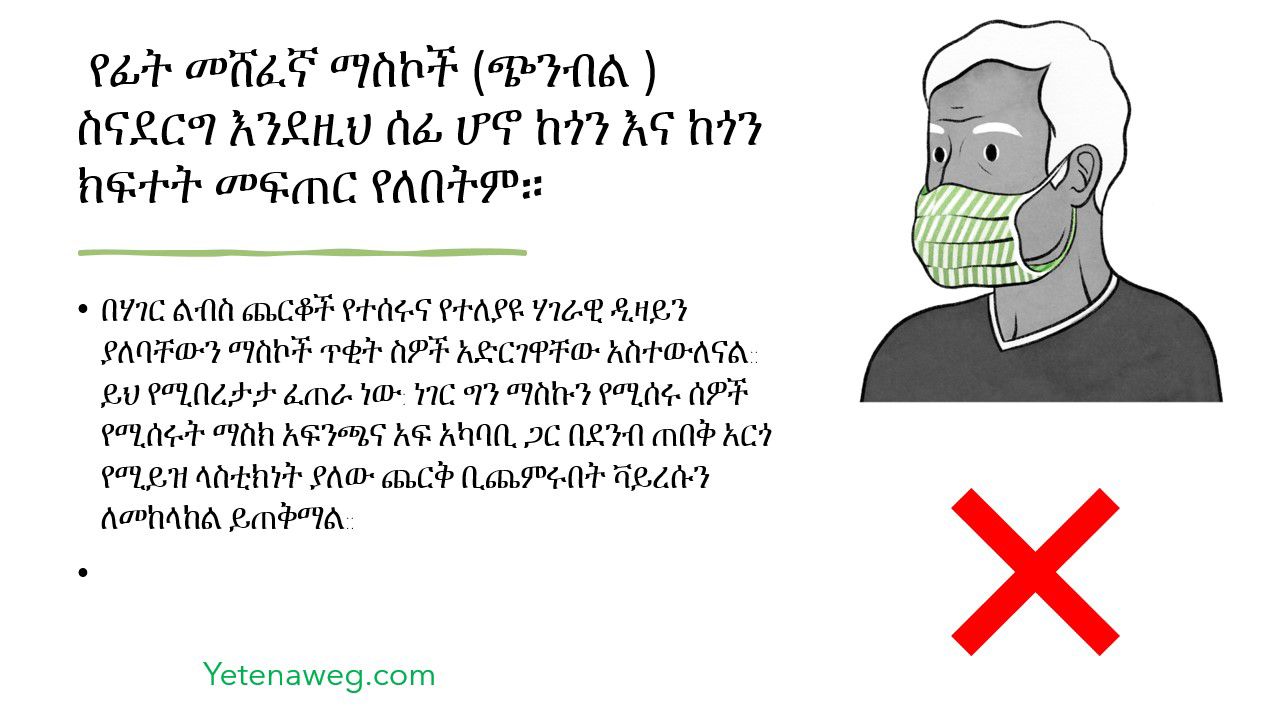 የፊት መሸፈኛ ማስኮች (ጭንብል )
ስናደርግ እንደዚህ ሰፊ ሆኖ ከጎን እና ከጎን
ክፍተት መፍጠር የለበትም።
• በሃገር ልብስ ጨርቆች የተሰሩና የተለያዩ ሃገራዊ ዲዛይን
ያለባቸውን ማስኮች ጥቂት ስዎች አድርገዋቸው አስተውለናል::
ይህ የሚበረታታ ፈጠራ ነው: ነገር ግን ማስኩን የሚሰሩ ሰዎች
የሚሰሩት ማስክ አፍንጫና አፍ አካባቢ ጋር በደንብ ጠበቅ አርጎ
የሚይዝ ላስቲክነት ያለው ጨርቅ ቢጨምሩበት ቫይረሱን
ለመከላከል ይጠቅማል::
•
Yetenaweg.com